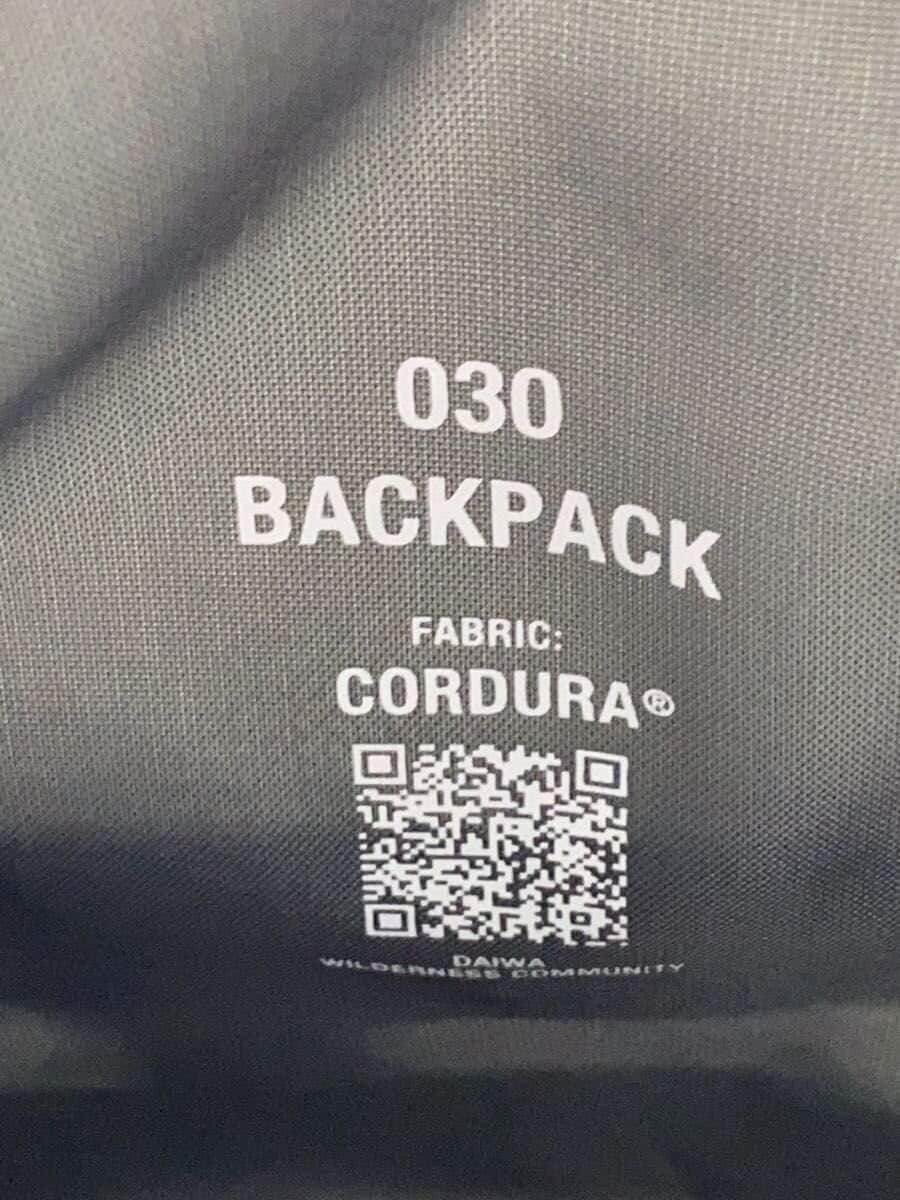 030
BACKPACK
FABRIC:
CORDURA®
DAIWA
WILDERNESS COMMUNITY